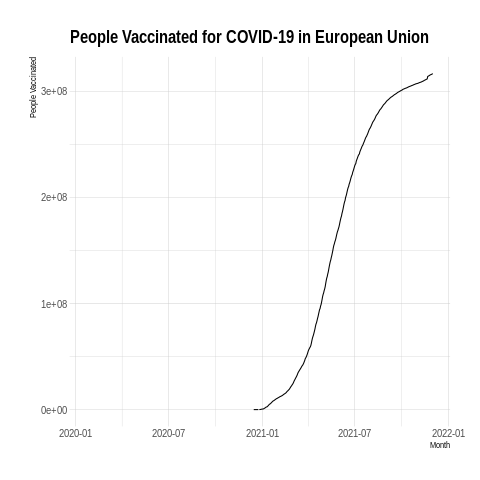 People Vaccinated for COVID-19 in European Union
People Vaccinated
3e+08
2e+08
1e+08
0e+00
2020-01 2020-07 2021-01 2021-07 2022-01
Month